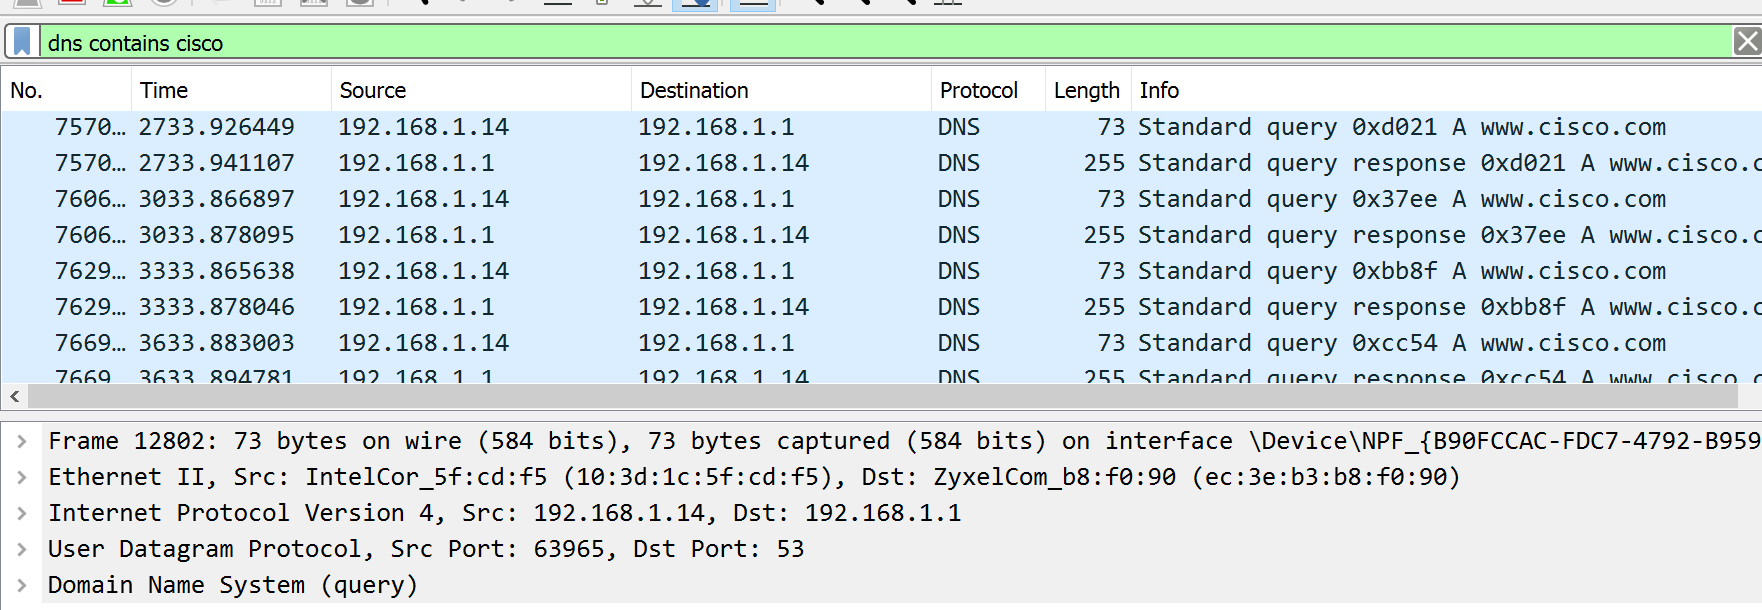 dns contains cisco
No. Time Source Destination Protocol Length Info
7570… 2733.926449 192.168.1.14 192.168.1.1 DNS 73 Standard query 0xd021 A www.cisco.com
7570… 2733.941107 192.168.1.1 192.168.1.14 DNS 255 Standard query response 0xd021 A www.cisco.c
7606… 3033.866897 192.168.1.14 192.168.1.1 DNS 73 Standard query 0x37ee A www.cisco.com
7606… 3033.878095 192.168.1.1 192.168.1.14 DNS 255 Standard query response 0x37ee A www.cisco.c
7629… 3333.865638 192.168.1.14 192.168.1.1 DNS 73 Standard query 0xbb8f A www.cisco.com
7629… 3333.878046 192.168.1.1 192.168.1.14 DNS 255 Standard query response 0xbb8f A www.cisco.c
7669… 3633.883003 192.168.1.14 192.168.1.1 DNS 73 Standard query 0xcc54 A www.cisco.com
7669… 3633.894781 192.168.1.1 192.168.1.14 DNS 255 Standard query response 0xcc54 A www.cisco.c
Frame 12802: 73 bytes on wire (584 bits), 73 bytes captured (584 bits) on interface \Device\NPF_{B90FCCAC-FDC7-4792-B959
Ethernet II, Src: IntelCor_5f:cd:f5 (10:3d:1c:5f:cd:f5), Dst: ZyxelCom_b8:f0:90 (ec:3e:b3:b8:f0:90)
Internet Protocol Version 4, Src: 192.168.1.14, Dst: 192.168.1.1
User Datagram Protocol, Src Port: 63965, Dst Port: 53
Domain Name System (query)